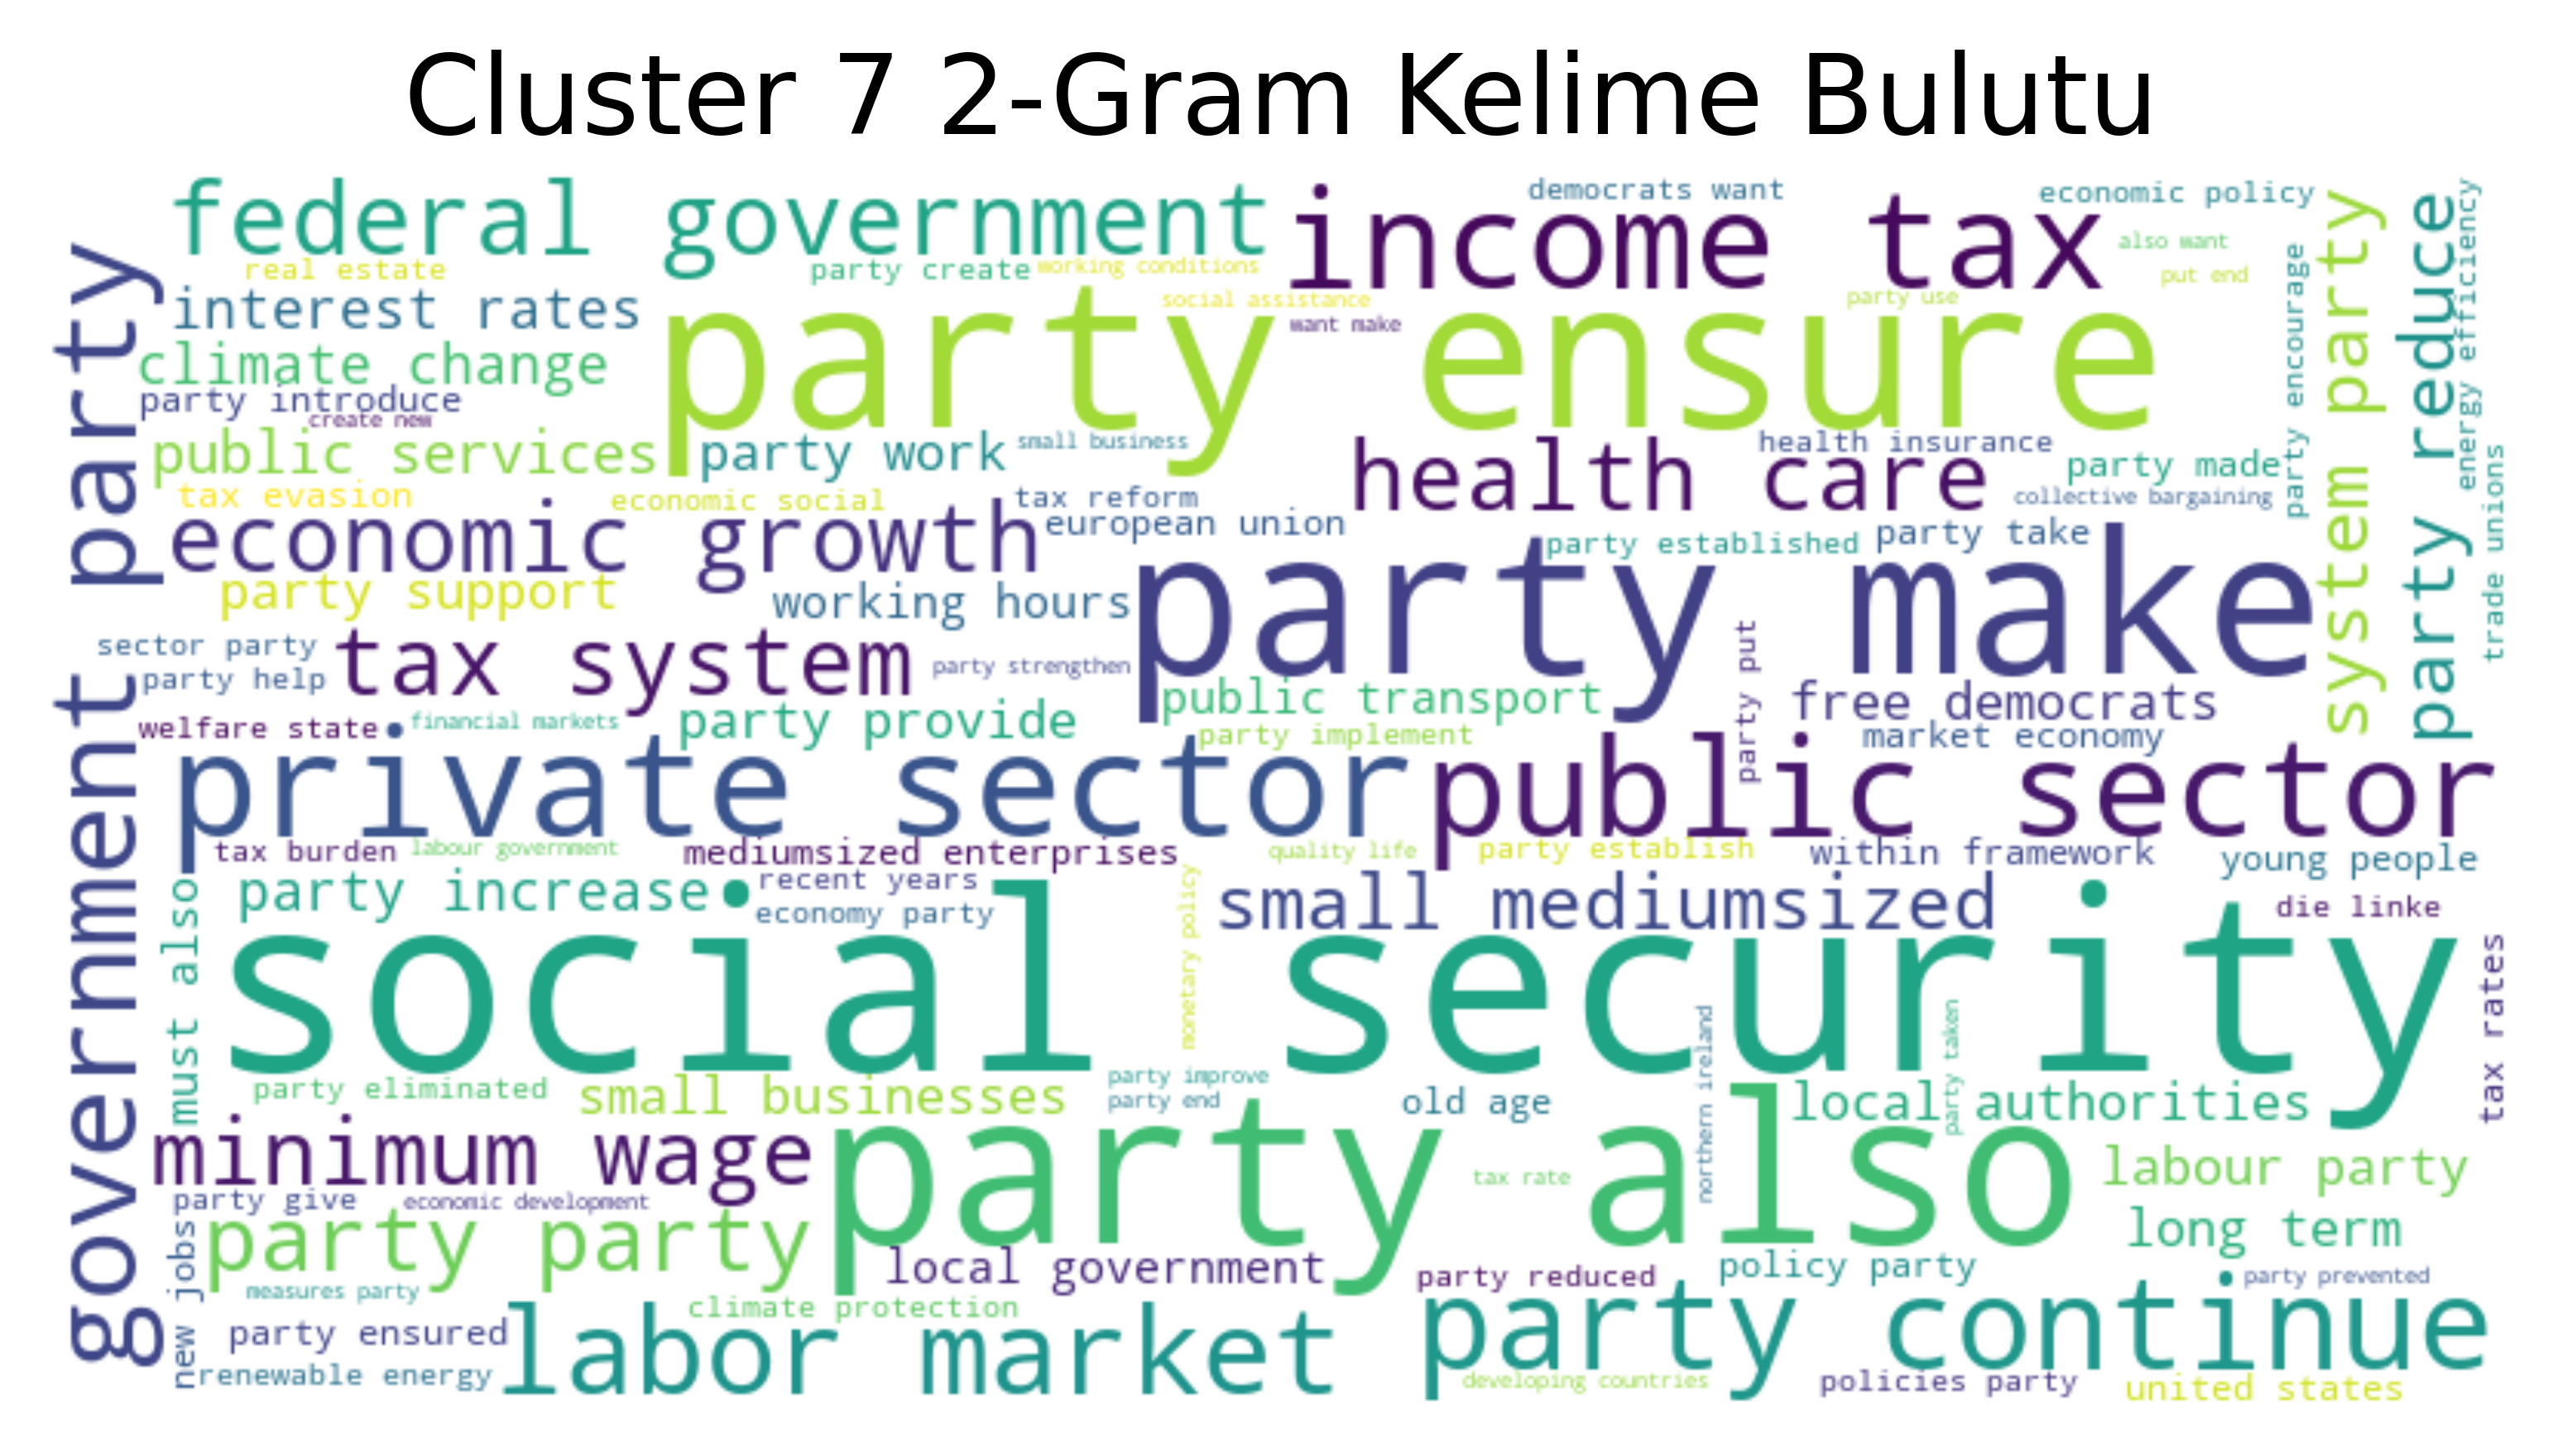 Cluster 7 2-Gram Kelime Bulutu
federal government
income tax
democrats want
economic policy
also want
put end
real estate
party create
working conditions
interest rates
social assistance
want make
party use
party ensure
climate change
party introduce
create new
public services
party work
small business
health care
health insurance
party made
collective bargaining
party encourage
system party
party reduce
energy efficiency
trade unions
government party
tax evasion
economic social
tax reform
economic growth
european union
party established
party take
party support
working hours
party make
sector party
party help
tax system
party strengthen
party put
public transport
free democrats
welfare state
financial markets
party provide
party implement
market economy
private sector
public sector
tax burden
labour government
mediumsized enterprises
quality life
party establish
within framework
young people
must also
party increase
recent years
economy party
monetary policy
small mediumsized
die linke
social security
tax rates
northern ireland
party taken
party eliminated
small businesses
party improve
party end
old age
local authorities
minimum wage
party also
tax rate
labour party
party give
economic development
new jobs
party party
long term
local government
party reduced
policy party
measures party
party prevented
climate protection
party continue
party ensured
labor market
renewable energy
developing countries
policies party
united states